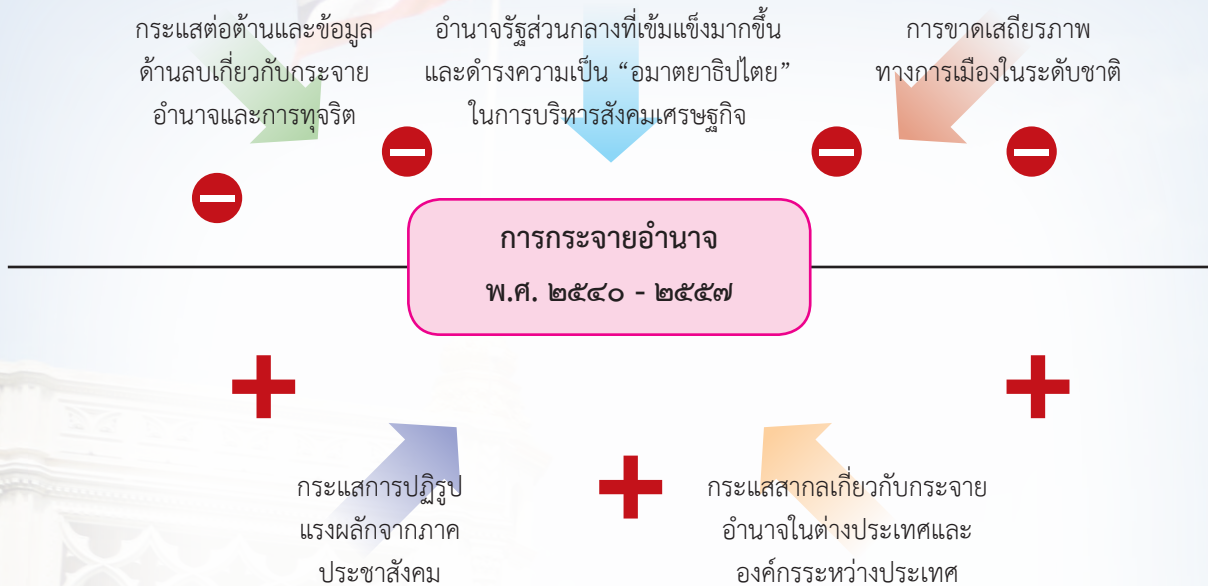 กระแสต่อต้านและข้อมูล
ด้านลบเกี่ยวกับกระจาย
อำนาจและการทุจริต
อำนาจรัฐส่วนกลางที่เข้มแข็งมากขึ้น
และดำรงความเป็น “อมาตยาธิปไตย”
ในการบริหารสังคมเศรษฐกิจ
การขาดเสถียรภาพ
ทางการเมืองในระดับชาติ
การกระจายอำนาจ
พ.ศ. ๒๕๔๐ - ๒๕๕๗
กระแสการปฏิรูป
แรงผลักจากภาค
ประชาสังคม
กระแสสากลเกี่ยวกับกระจาย
อำนาจในต่างประเทศและ
องค์กรระหว่างประเทศ